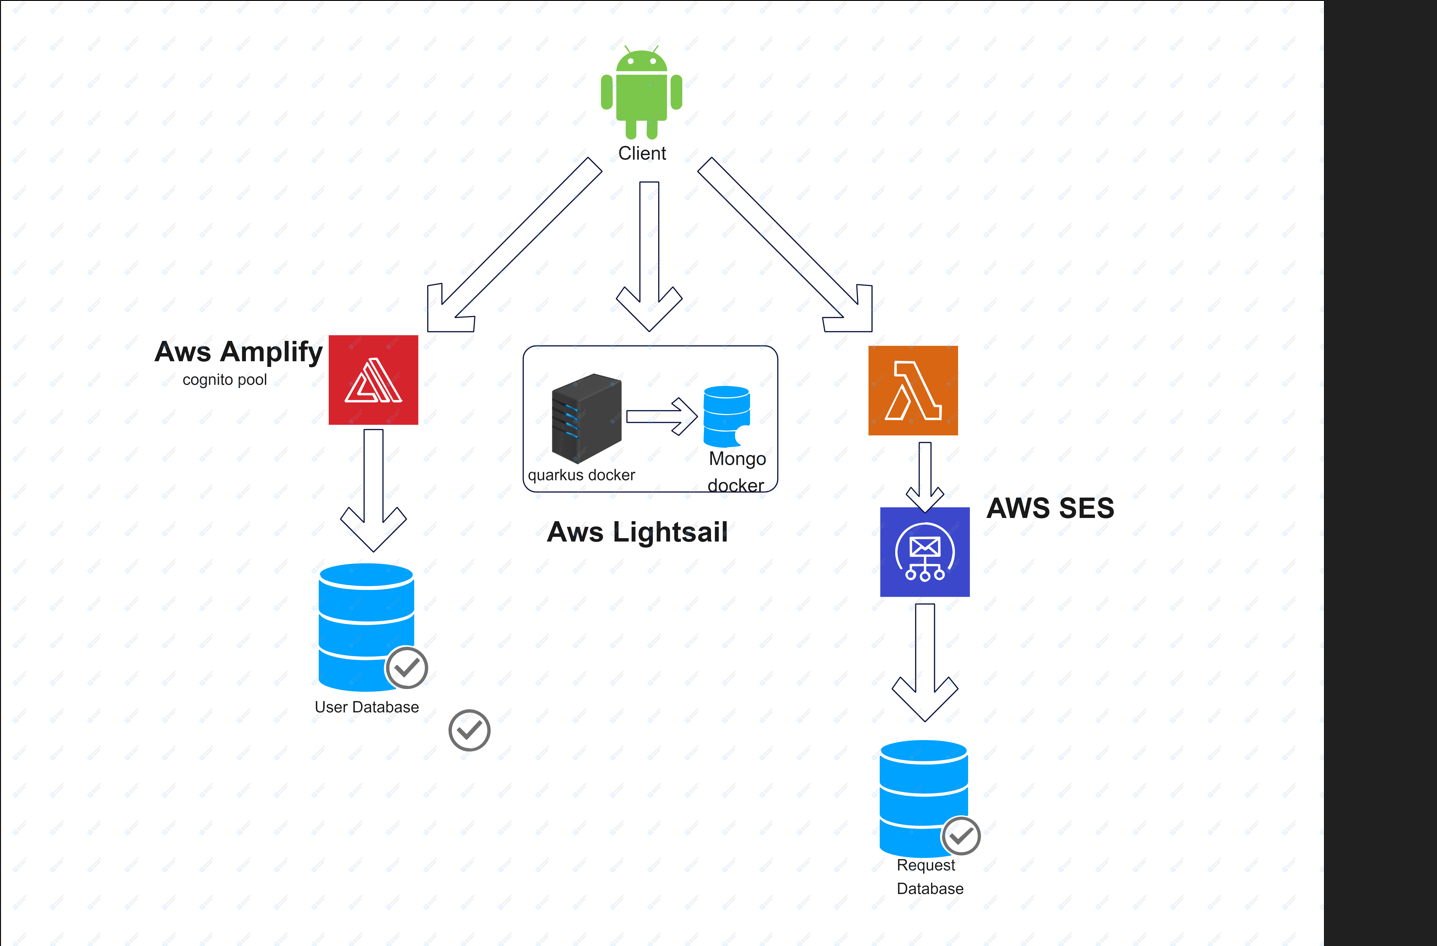 Client
Aws Amplify
cognito pool
quarkus docker
Mongo
docker
Aws Lightsail
AWS SES
User Database
Request
Database